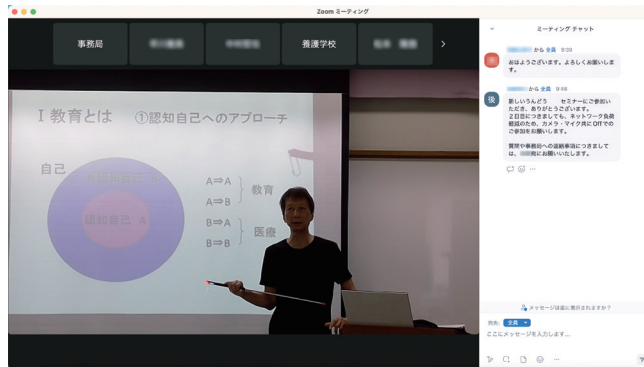 Zoom ミーティング
事務局
養護学校
I 教育とは ①認知自己へのアプローチ
自己
非認知自己 B
認知自己 A
A⇒A
A⇒B
教育
B⇒A
B⇒B
医療
ミーティング チャット
から 全員 9:39
おはようございます。よろしくお願いしま
す。
から 全員 9:48
後
新しいうんどう セミナーにご参加い
ただき、ありがとうございます。
2日目につきましても、ネットワーク負荷
軽減のため、カメラ・マイク共に Off での
ご参加をお願いします。
質問や事務局への連絡事項につきまして
は、 宛にお願いいたします。
メッセージは誰に表示されますか?
宛先: 全員
ここにメッセージを入力します...